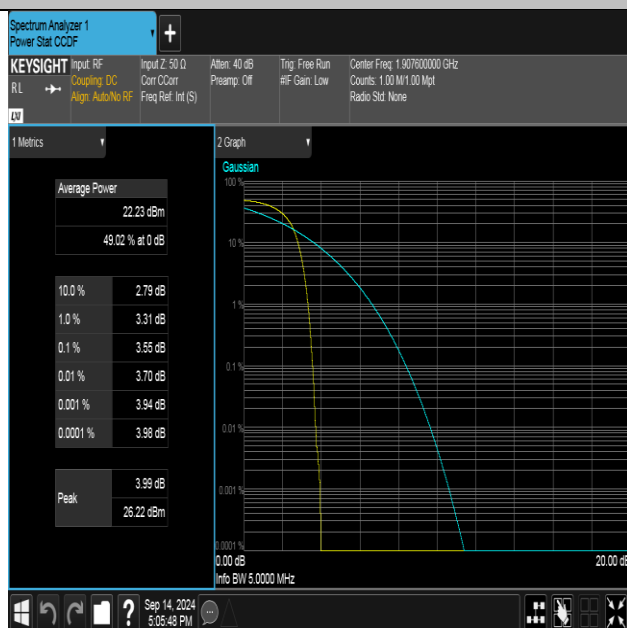 Spectrum Analyzer 1
Power Stat CCDF
KEYSIGHT
RL
LXI
Input: RF
Coupling: DC
Align: Auto/No RF
Input Z: 50 Ω
Corr CCorr
Freq Ref: Int (S)
Atten: 40 dB
Preamp: Off
Trig: Free Run
#IF Gain: Low
Center Freq: 1.907600000 GHz
Counts: 1.00 M/1.00 Mpt
Radio Std: None
1 Metrics
Average Power
22.23 dBm
49.02 % at 0 dB
10.0 % 2.79 dB
1.0 % 3.31 dB
0.1 % 3.55 dB
0.01 % 3.70 dB
0.001 % 3.94 dB
0.0001 % 3.98 dB
Peak
3.99 dB
26.22 dBm
2 Graph
Gaussian
100 %
10 %
1 %
0.1 %
0.01 %
0.001 %
0.0001 %
0.00 dB
20.00 dB
Info BW 5.0000 MHz
Sep 14, 2024
5:05:48 PM